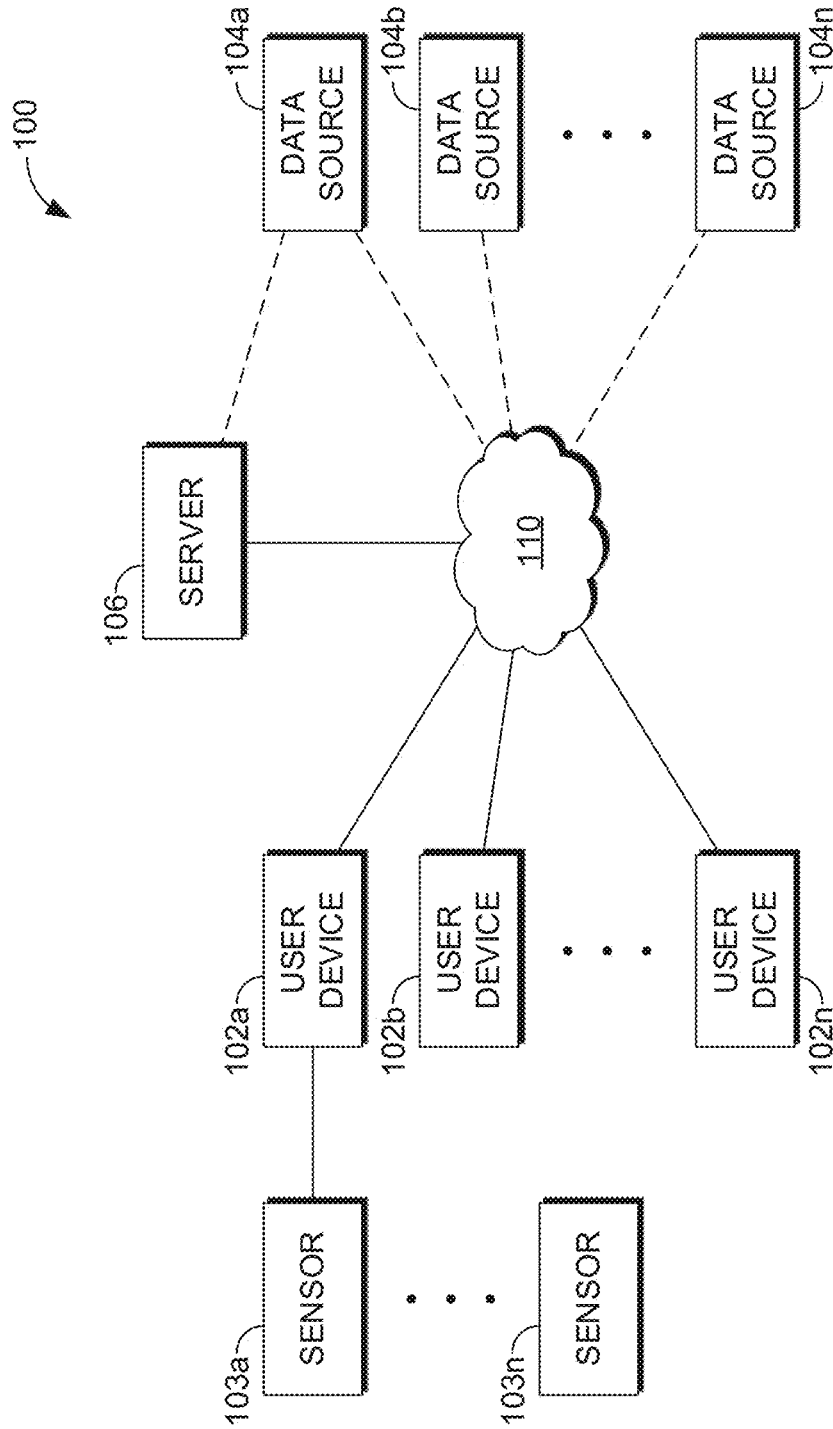 100
106
SERVER
103a
SENSOR
102a
USER
DEVICE
104a
DATA
SOURCE
102b
USER
DEVICE
104b
DATA
SOURCE
110
103n
SENSOR
102n
USER
DEVICE
104n
DATA
SOURCE